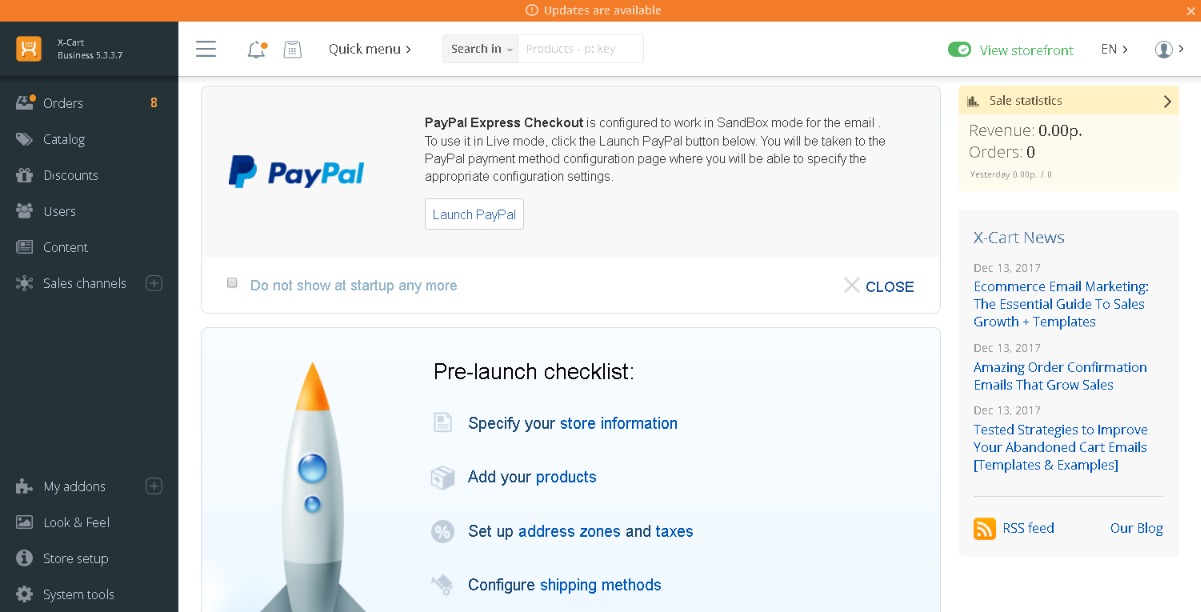 Updates are available
X-Cart
Business 5.3.3.7
Quick menu
Search in
Products - p: key
View storefront
EN
Orders
8
Catalog
Discounts
Users
Content
Sales channels
My addons
Look & Feel
Store setup
System tools
PayPal
PayPal Express Checkout is configured to work in SandBox mode for the email .
To use it in Live mode, click the Launch PayPal button below. You will be taken to the
PayPal payment method configuration page where you will be able to specify the
appropriate configuration settings.
Launch PayPal
Do not show at startup any more
CLOSE
Pre-launch checklist:
Specify your store information
Add your products
Set up address zones and taxes
Configure shipping methods
Sale statistics
Revenue: 0.00р.
Orders: 0
Yesterday 0.00р. / 0
X-Cart News
Dec 13, 2017
Ecommerce Email Marketing:
The Essential Guide To Sales
Growth + Templates
Dec 13, 2017
Amazing Order Confirmation
Emails That Grow Sales
Dec 13, 2017
Tested Strategies to Improve
Your Abandoned Cart Emails
[Templates & Examples]
RSS feed
Our Blog